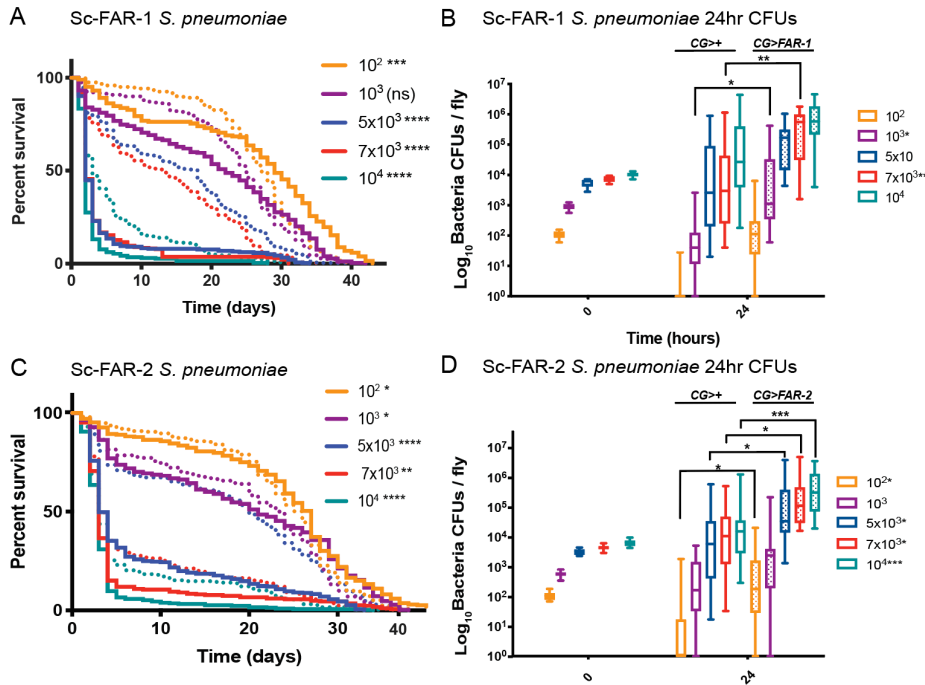 A Sc-FAR-1 S. pneumoniae
Percent survival
100
50
0
0 10 20 30 40
Time (days)
10² ***
10³ (ns)
5x10³ ****
7x10³ ****
10⁴ ****
B Sc-FAR-1 S. pneumoniae 24hr CFUs
CG>+ CG>FAR-1
**
*
Log₁₀Bacteria CFUs / fly
10⁷
10⁶
10⁵
10⁴
10³
10²
10¹
10⁰
0 24
Time (hours)
10²
10³*
5x10
7x10³**
10⁴
C Sc-FAR-2 S. pneumoniae
Percent survival
100
50
0
0 10 20 30 40
Time (days)
10² *
10³ *
5x10³ ****
7x10³ **
10⁴ ****
D Sc-FAR-2 S. pneumoniae 24hr CFUs
CG>+ CG>FAR-2
***
*
*
*
Log₁₀Bacteria CFUs / fly
10⁷
10⁶
10⁵
10⁴
10³
10²
10¹
10⁰
0 24
10²*
10³
5x10³*
7x10³*
10⁴***